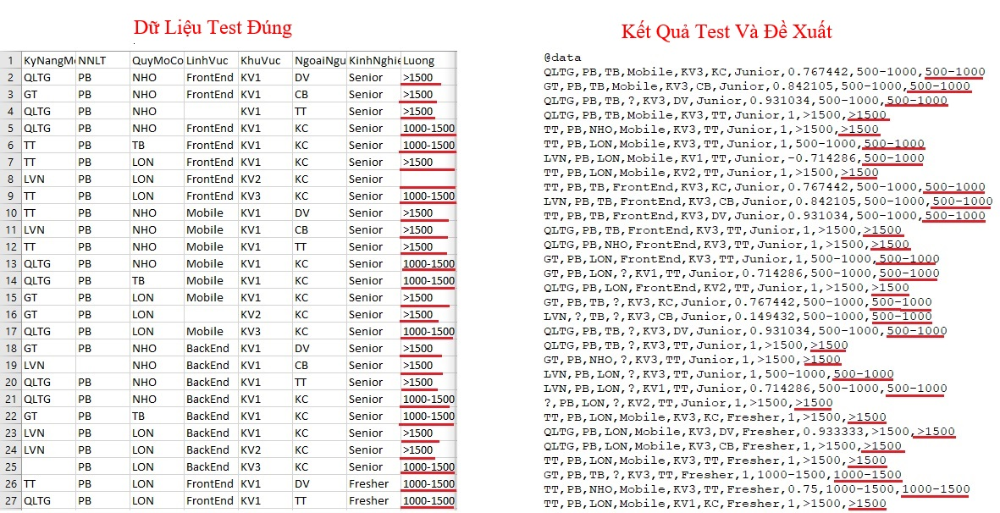 Dữ Liệu Test Đúng
1 KyNangMe NNLT QuyMoCo LinhVuc KhuVuc NgoaiNgu KinhNghie Luong
2 QLTG PB NHO FrontEnd KV1 DV Senior >1500
3 GT PB NHO FrontEnd KV1 CB Senior >1500
4 QLTG PB NHO KV1 TT Senior >1500
5 QLTG PB NHO FrontEnd KV1 KC Senior 1000-1500
6 TT PB TB FrontEnd KV1 KC Senior 1000-1500
7 TT PB LON FrontEnd KV1 KC Senior >1500
8 LVN PB LON FrontEnd KV2 KC Senior
9 TT PB LON FrontEnd KV3 KC Senior 1000-1500
10 TT PB NHO Mobile KV1 DV Senior >1500
11 LVN PB NHO Mobile KV1 CB Senior >1500
12 TT PB NHO Mobile KV1 TT Senior >1500
13 QLTG PB NHO Mobile KV1 KC Senior 1000-1500
14 QLTG PB TB Mobile KV1 KC Senior 1000-1500
15 GT PB LON Mobile KV1 KC Senior >1500
16 GT PB LON KV2 KC Senior >1500
17 QLTG PB LON Mobile KV3 KC Senior 1000-1500
18 GT PB NHO BackEnd KV1 DV Senior >1500
19 LVN NHO BackEnd KV1 CB Senior >1500
20 QLTG PB NHO BackEnd KV1 TT Senior >1500
21 QLTG PB NHO BackEnd KV1 KC Senior 1000-1500
22 GT PB TB BackEnd KV1 KC Senior 1000-1500
23 LVN PB LON BackEnd KV1 KC Senior >1500
24 LVN PB LON BackEnd KV2 KC Senior >1500
25 PB LON BackEnd KV3 KC Senior 1000-1500
26 TT PB LON FrontEnd KV1 DV Fresher 1000-1500
27 QLTG PB LON FrontEnd KV1 TT Fresher 1000-1500
Kết Quả Test Và Đề Xuất
@data
QLTG,PB,TB,Mobile,KV3,KC,Junior,0.767442,500-1000,500-1000
GT,PB,TB,Mobile,KV3,CB,Junior,0.842105,500-1000,500-1000
QLTG,PB,TB,?,KV3,DV,Junior,0.931034,500-1000,500-1000
QLTG,PB,TB,Mobile,KV3,TT,Junior,1,>1500,>1500
TT,PB,NHO,Mobile,KV3,TT,Junior,1,>1500,>1500
TT,PB,LON,Mobile,KV3,TT,Junior,1,500-1000,500-1000
LVN,PB,LON,Mobile,KV1,TT,Junior,-0.714286,500-1000
TT,PB,LON,Mobile,KV2,TT,Junior,1,>1500,>1500
TT,PB,TB,FrontEnd,KV3,KC,Junior,0.767442,500-1000,500-1000
LVN,PB,TB,FrontEnd,KV3,CB,Junior,0.842105,500-1000,500-1000
TT,PB,TB,FrontEnd,KV3,DV,Junior,0.931034,500-1000,500-1000
QLTG,PB,TB,FrontEnd,KV3,TT,Junior,1,>1500,>1500
QLTG,PB,NHO,FrontEnd,KV3,TT,Junior,1,>1500,>1500
GT,PB,LON,FrontEnd,KV3,TT,Junior,1,500-1000,500-1000
GT,PB,LON,?,KV1,TT,Junior,0.714286,500-1000,500-1000
QLTG,PB,LON,FrontEnd,KV2,TT,Junior,1,>1500,>1500
GT,PB,TB,?,KV3,KC,Junior,0.767442,500-1000,500-1000
LVN,?,TB,?,KV3,CB,Junior,0.149432,500-1000,500-1000
QLTG,PB,TB,?,KV3,DV,Junior,0.931034,500-1000,500-1000
QLTG,PB,TB,?,KV3,TT,Junior,1,>1500,>1500
GT,PB,NHO,?,KV3,TT,Junior,1,>1500,>1500
LVN,PB,LON,?,KV3,TT,Junior,1,500-1000,500-1000
LVN,PB,LON,?,KV1,TT,Junior,0.714286,500-1000,500-1000
?,PB,LON,?,KV2,TT,Junior,1,>1500,>1500
TT,PB,LON,Mobile,KV3,KC,Fresher,1,>1500,>1500
QLTG,PB,LON,Mobile,KV3,DV,Fresher,0.933333,>1500,>1500
QLTG,PB,LON,Mobile,KV3,CB,Fresher,1,>1500,>1500
TT,PB,LON,Mobile,KV3,TT,Fresher,1,>1500,>1500
GT,PB,TB,?,KV3,TT,Fresher,1,1000-1500,1000-1500
TT,PB,NHO,Mobile,KV3,TT,Fresher,0.75,1000-1500,1000-1500
TT,PB,LON,Mobile,KV1,KC,Fresher,1,>1500,>1500